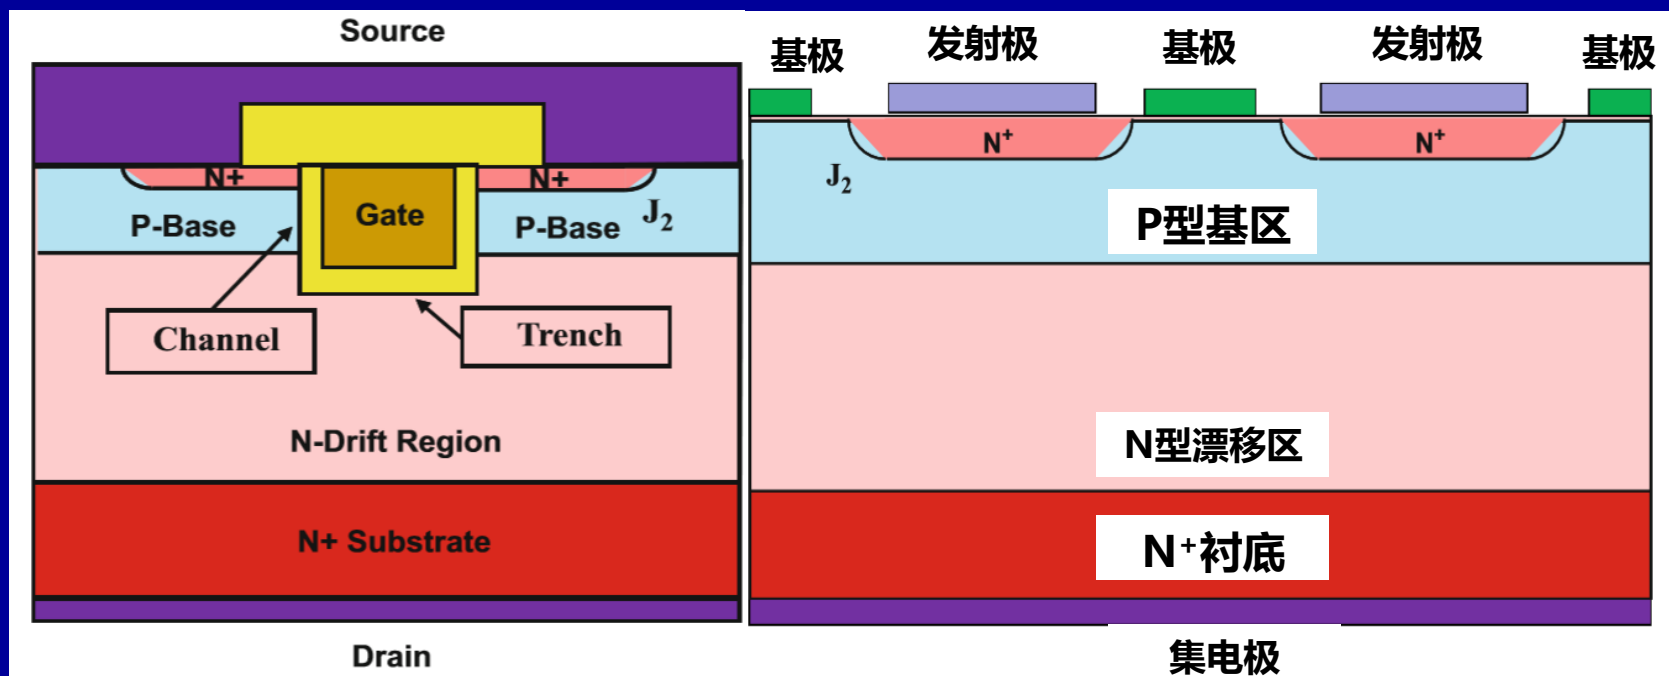 Source
N+
N+
P-Base
Gate
P-Base
J2
Channel
Trench
N-Drift Region
N+ Substrate
Drain
基极
发射极
基极
发射极
基极
N+
N+
J2
P型基区
N型漂移区
N+衬底
集电极